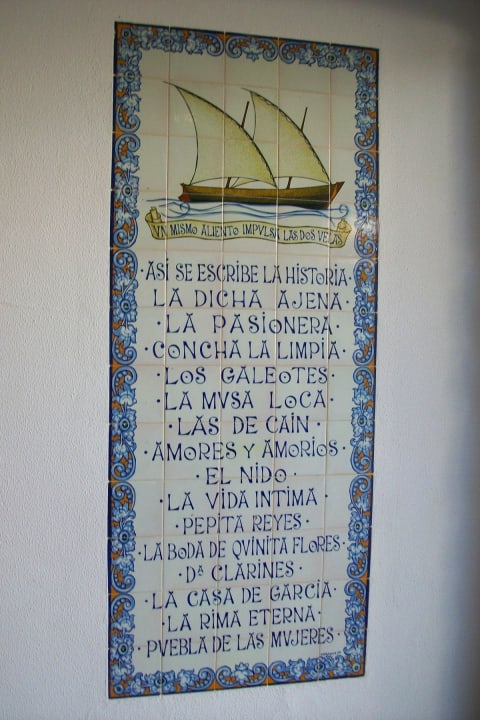 VN MISMO ALIENTO IMPVLSA LAS DOS VELAS
·ASÍ SE ESCRIBE LA HISTORIA·
LA DICHA AJENA·
·LA PASIONERA·
·CONCHA LA LIMPIA·
·LOS GALEOTES·
·LA MVSA LOCA·
·LAS DE CAÍN·
·AMORES Y AMORÍOS·
·EL NIDO·
·LA VIDA ÍNTIMA·
·PEPITA REYES·
·LA BODA DE QVINITA FLORES·
·Dª CLARINES·
·LA CASA DE GARCÍA·
·LA RIMA ETERNA·
·PVEBLA DE LAS MVJERES·